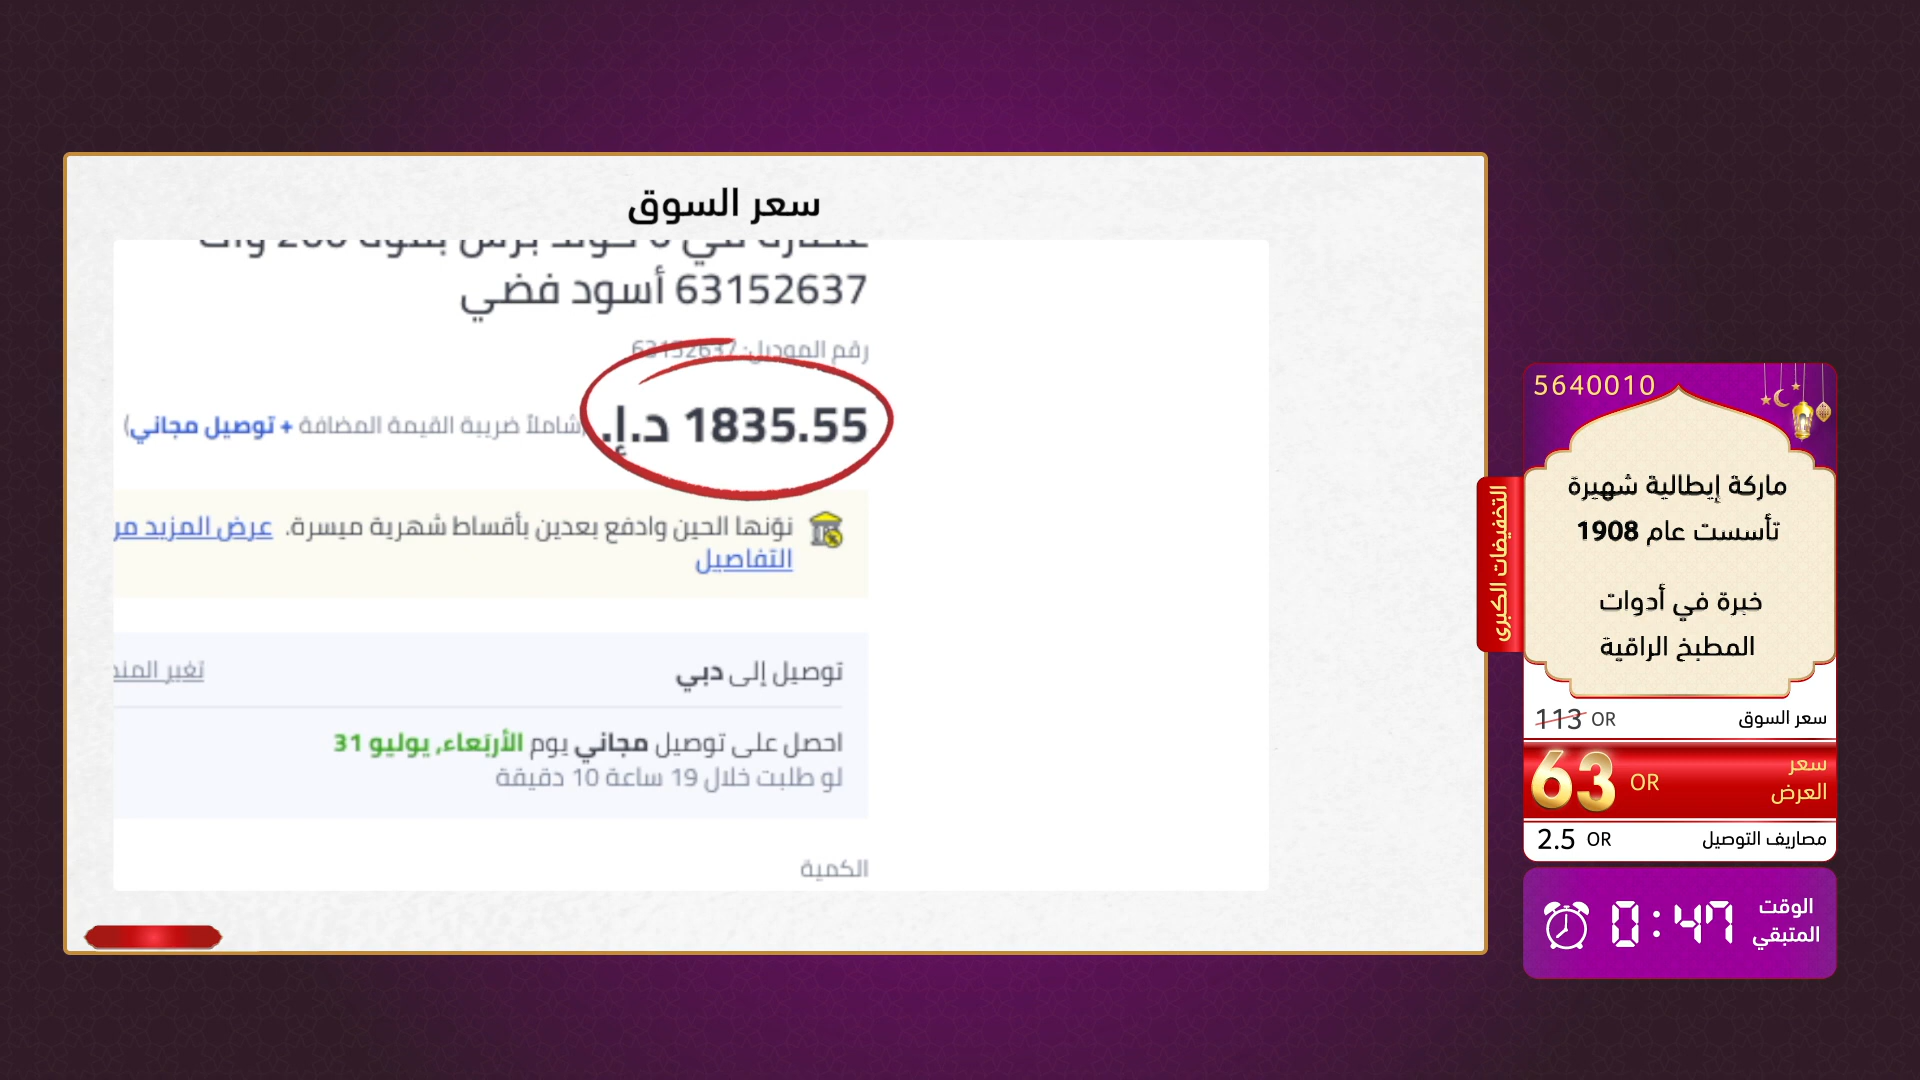 سعر السوق
63152637 أسود فضي
رقم الموديل: 63152637
1835.55 د.إ. (شاملاً ضريبة القيمة المضافة + توصيل مجاني)
نوّنها الحين وادفع بعدين بأقساط شهرية ميسرة. عرض المزيد من
التفاصيل
توصيل إلى دبي
تغير
احصل على توصيل مجاني يوم الأربَعاء, يوليو 31
لو طلبت خلال 19 ساعة 10 دقيقة
الكمية
5640010
التخفيضات الكبرى
ماركة إيطالية شهيرة
تأسست عام 1908
خبرة في أدوات
المطبخ الراقية
سعر السوق 113 OR
سعر العرض 63 OR
مصاريف التوصيل 2.5 OR
الوقت المتبقي 0:47